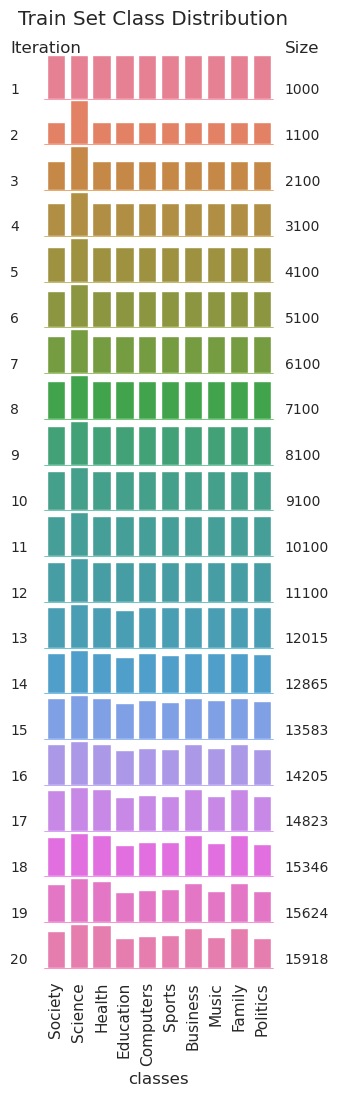 Train Set Class Distribution
Iteration Size
1 1000
2 1100
3 2100
4 3100
5 4100
6 5100
7 6100
8 7100
9 8100
10 9100
11 10100
12 11100
13 12015
14 12865
15 13583
16 14205
17 14823
18 15346
19 15624
20 15918
Society
Science
Health
Education
Computers
Sports
Business
Music
Family
Politics
classes